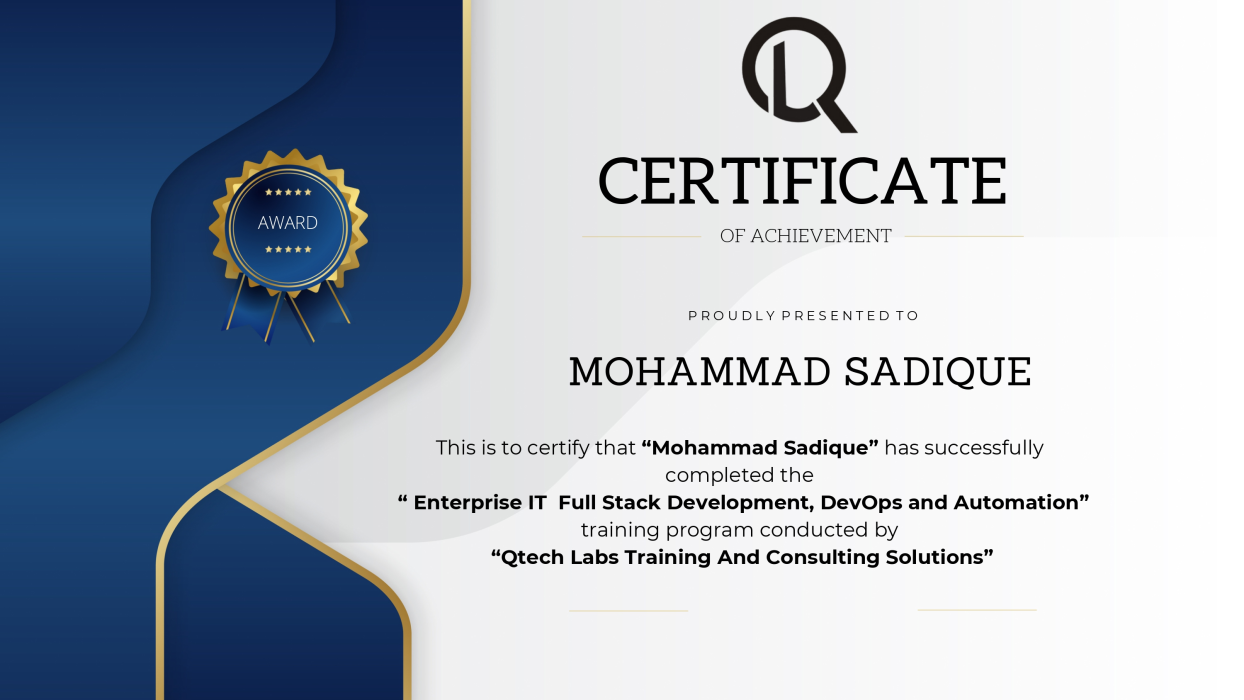 CERTIFICATE
OF ACHIEVEMENT
AWARD
PROUDLY PRESENTED TO
MOHAMMAD SADIQUE
This is to certify that “Mohammad Sadique” has successfully
completed the
“ Enterprise IT  Full Stack Development, DevOps and Automation”
training program conducted by
“Qtech Labs Training And Consulting Solutions”